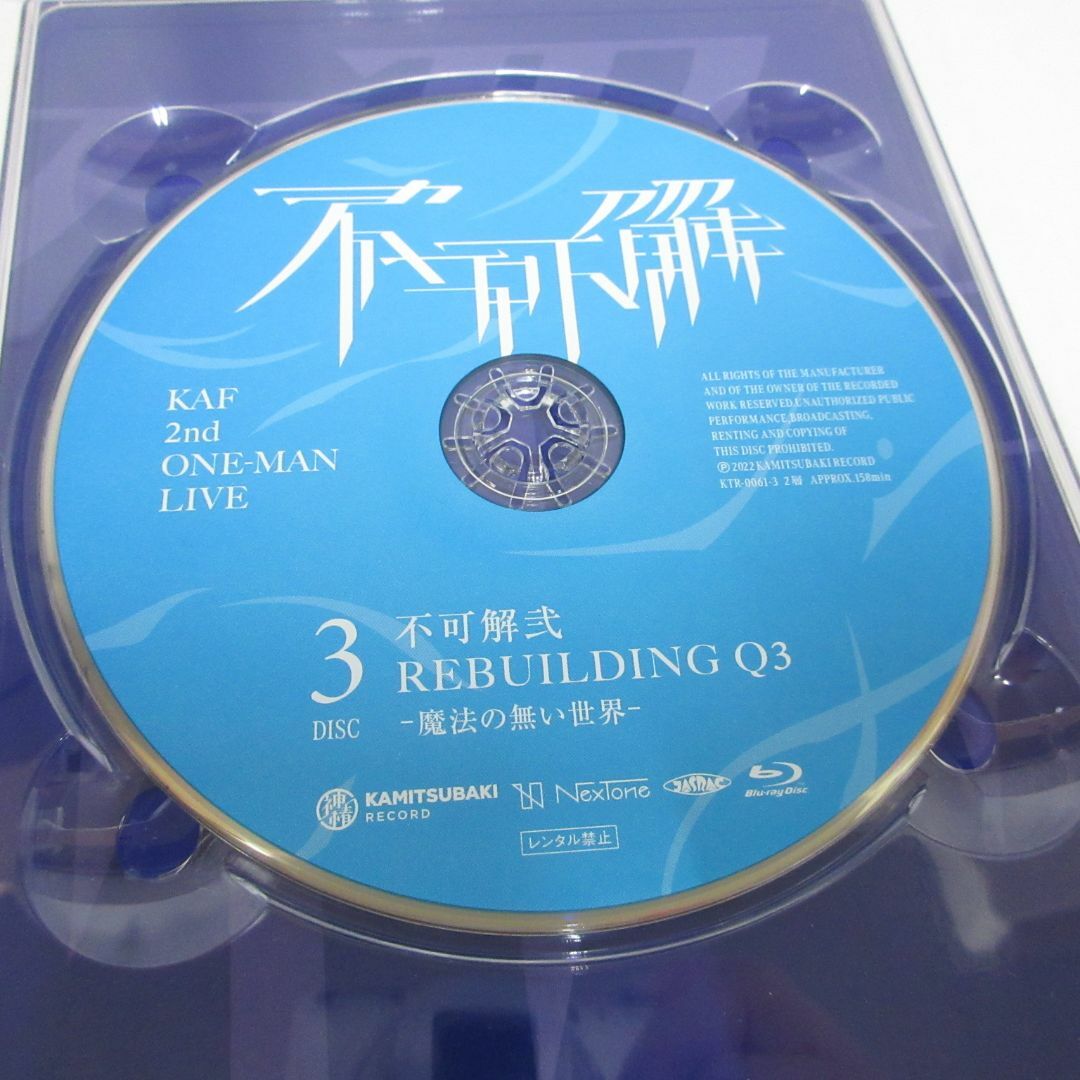 不可解
KAF
2nd
ONE-MAN
LIVE
ALL RIGHTS OF THE MANUFACTURER
AND OF THE OWNER OF THE RECORDED
WORK RESERVED.UNAUTHORIZED PUBLIC
PERFORMANCE,BROADCASTING,
RENTING AND COPYING OF
THIS DISC PROHIBITED.
Ⓟ2022 KAMITSUBAKI RECORD
KTR-0061-3 2層 APPROX.158min
3
DISC
不可解弐
REBUILDING Q3
-魔法の無い世界-
神椿 KAMITSUBAKI
RECORD
NexTone
JASRAC
Blu-ray Disc
レンタル禁止